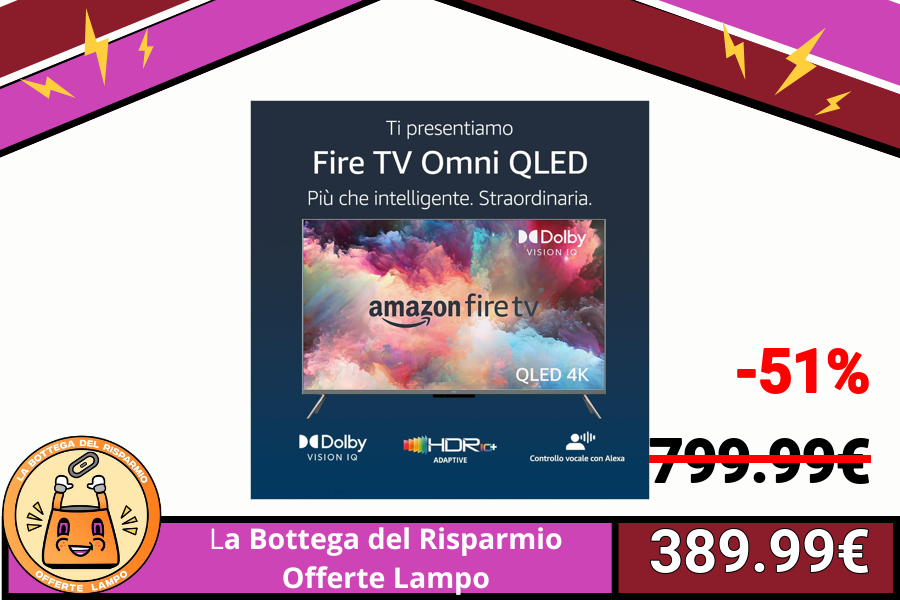 Ti presentiamo
Fire TV Omni QLED
Più che intelligente. Straordinaria.
Dolby
VISION IQ
amazon fire tv
QLED 4K
Dolby
VISION IQ
HDR10+
ADAPTIVE
Controllo vocale con Alexa
-51%
799.99€
389.99€
LA BOTTEGA DEL RISPARMIO
OFFERTE LAMPO
La Bottega del Risparmio
Offerte Lampo